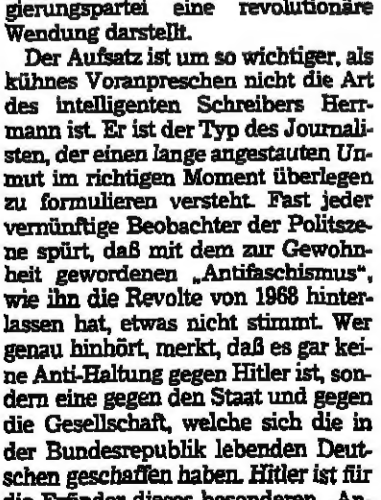 gierungspartei eine revolutionäre
Wendung darstellt.
Der Aufsatz ist um so wichtiger, als
kühnes Voranpreschen nicht die Art
des intelligenten Schreibers Herr-
mann ist. Er ist der Typ des Journali-
sten, der einen lange angestauten Un-
mut im richtigen Moment überlegen
zu formulieren versteht. Fast jeder
vernünftige Beobachter der Politsze-
ne spürt, daß mit dem zur Gewohn-
heit gewordenen „Antifaschismus“,
wie ihn die Revolte von 1968 hinter-
lassen hat, etwas nicht stimmt. Wer
genau hinhört, merkt, daß es gar kei-
ne Anti-Haltung gegen Hitler ist, son-
dern eine gegen den Staat und gegen
die Gesellschaft, welche sich die in
der Bundesrepublik lebenden Deut-
schen geschaffen haben. Hitler ist für
die Erfinder dieses besonderen „An-